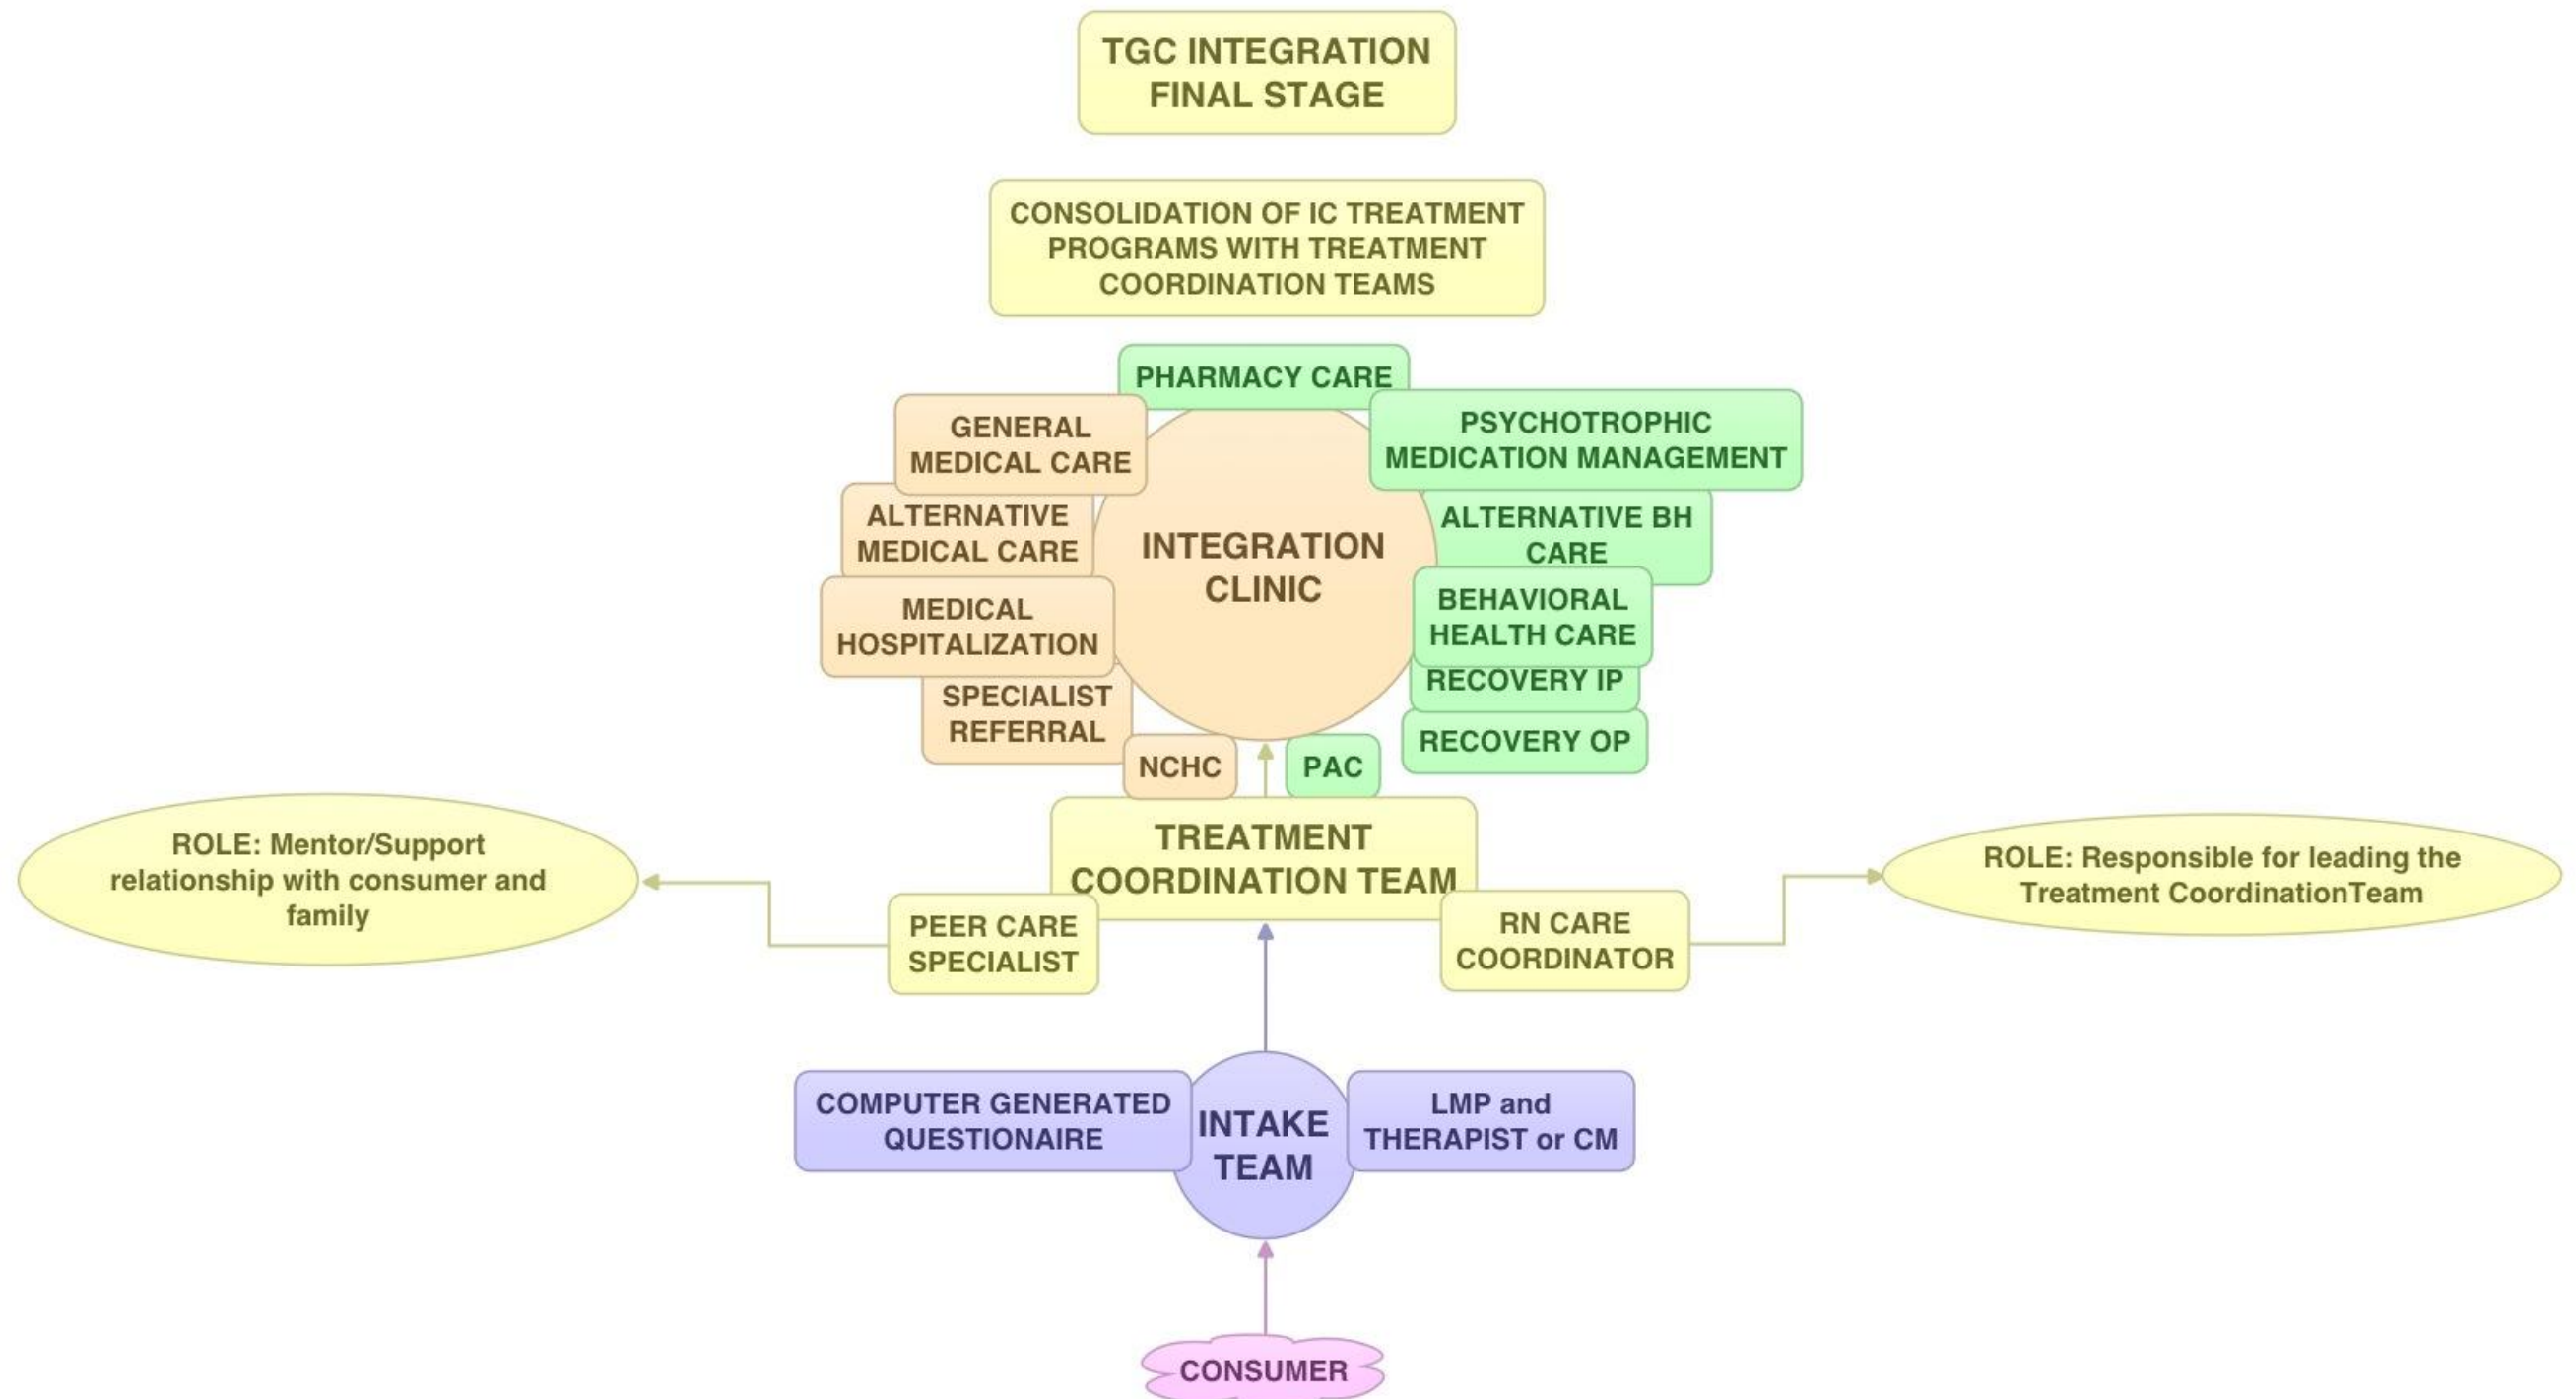 TGC INTEGRATION
FINAL STAGE
CONSOLIDATION OF IC TREATMENT
PROGRAMS WITH TREATMENT
COORDINATION TEAMS
PHARMACY CARE
GENERAL
MEDICAL CARE
PSYCHOTROPHIC
MEDICATION MANAGEMENT
ALTERNATIVE
MEDICAL CARE
INTEGRATION
CLINIC
ALTERNATIVE BH
CARE
MEDICAL
HOSPITALIZATION
BEHAVIORAL
HEALTH CARE
SPECIALIST
REFERRAL
RECOVERY IP
RECOVERY OP
NCHC
PAC
TREATMENT
COORDINATION TEAM
ROLE: Mentor/Support
relationship with consumer and
family
ROLE: Responsible for leading the
Treatment CoordinationTeam
PEER CARE
SPECIALIST
RN CARE
COORDINATOR
COMPUTER GENERATED
QUESTIONAIRE
INTAKE
TEAM
LMP and
THERAPIST or CM
CONSUMER